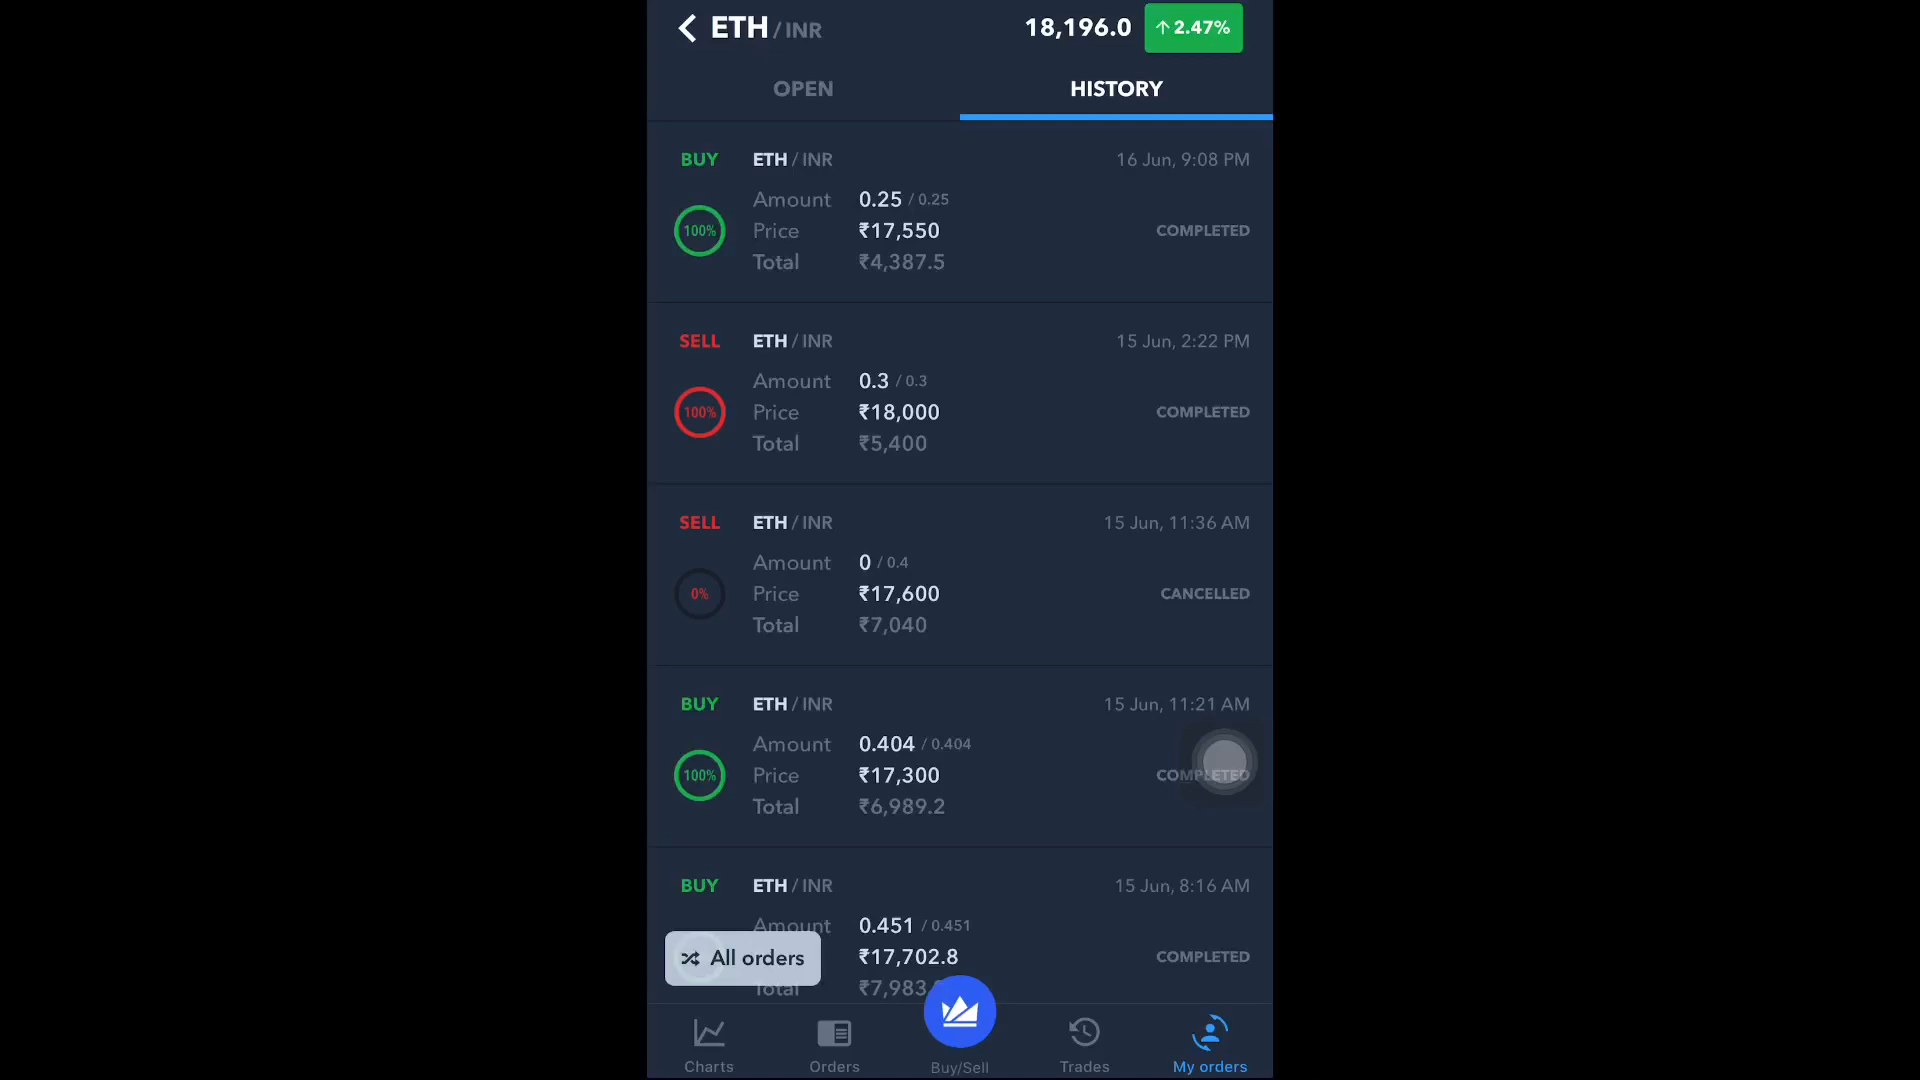 ETH / INR 18,196.0 ↑ 2.47%
OPEN HISTORY
BUY ETH / INR 16 Jun, 9:08 PM
Amount 0.25 / 0.25
100% Price ₹17,550 COMPLETED
Total ₹4,387.5
SELL ETH / INR 15 Jun, 2:22 PM
Amount 0.3 / 0.3
100% Price ₹18,000 COMPLETED
Total ₹5,400
SELL ETH / INR 15 Jun, 11:36 AM
Amount 0 / 0.4
0% Price ₹17,600 CANCELLED
Total ₹7,040
BUY ETH / INR 15 Jun, 11:21 AM
Amount 0.404 / 0.404
100% Price ₹17,300 COMPLETED
Total ₹6,989.2
BUY ETH / INR 15 Jun, 8:16 AM
Amount 0.451 / 0.451
All orders ₹17,702.8 COMPLETED
Total ₹7,983.
Charts Orders Buy/Sell Trades My orders